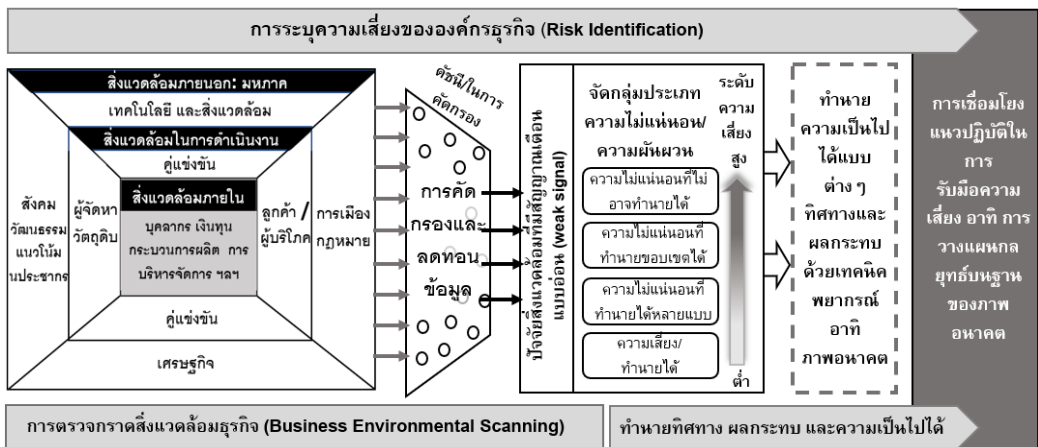 การระบุความเสี่ยงขององค์กรธุรกิจ (Risk Identification)
สิ่งแวดล้อมภายนอก: มหภาค
เทคโนโลยี และสิ่งแวดล้อม
สิ่งแวดล้อมในการดำเนินงาน
คู่แข่งขัน
สิ่งแวดล้อมภายใน
บุคลากร เงินทุน
กระบวนการผลิต การ
บริหารจัดการ ฯลฯ
สังคม
วัฒนธรรม
แนวโน้ม
นประชากร
ผู้จัดหา
วัตถุดิบ
ลูกค้า /
ผู้บริโภค
การเมือง
กฎหมาย
คู่แข่งขัน
เศรษฐกิจ
ดัชนี/ในการ
คัดกรอง
การคัด
กรองและ
ลดทอน
ข้อมูล
ปัจจัยสิ่งแวดล้อมที่มีสัญญาณเตือน
แบบอ่อน (weak signal)
จัดกลุ่มประเภท
ความไม่แน่นอน/
ความผันผวน
ความไม่แน่นอนที่ไม่
อาจทำนายได้
ความไม่แน่นอนที่
ทำนายขอบเขตได้
ความไม่แน่นอนที่
ทำนายได้หลายแบบ
ความเสี่ยง/
ทำนายได้
ระดับ
ความ
เสี่ยง
สูง
ต่ำ
ทำนาย
ความเป็นไป
ได้แบบ
ต่าง ๆ
ทิศทางและ
ผลกระทบ
ด้วยเทคนิค
พยากรณ์
อาทิ
ภาพอนาคต
การเชื่อมโยง
แนวปฏิบัติใน
การ
รับมือความ
เสี่ยง อาทิ การ
วางแผนกล
ยุทธ์บนฐาน
ของภาพ
อนาคต
การตรวจกราดสิ่งแวดล้อมธุรกิจ (Business Environmental Scanning)
ทำนายทิศทาง ผลกระทบ และความเป็นไปได้